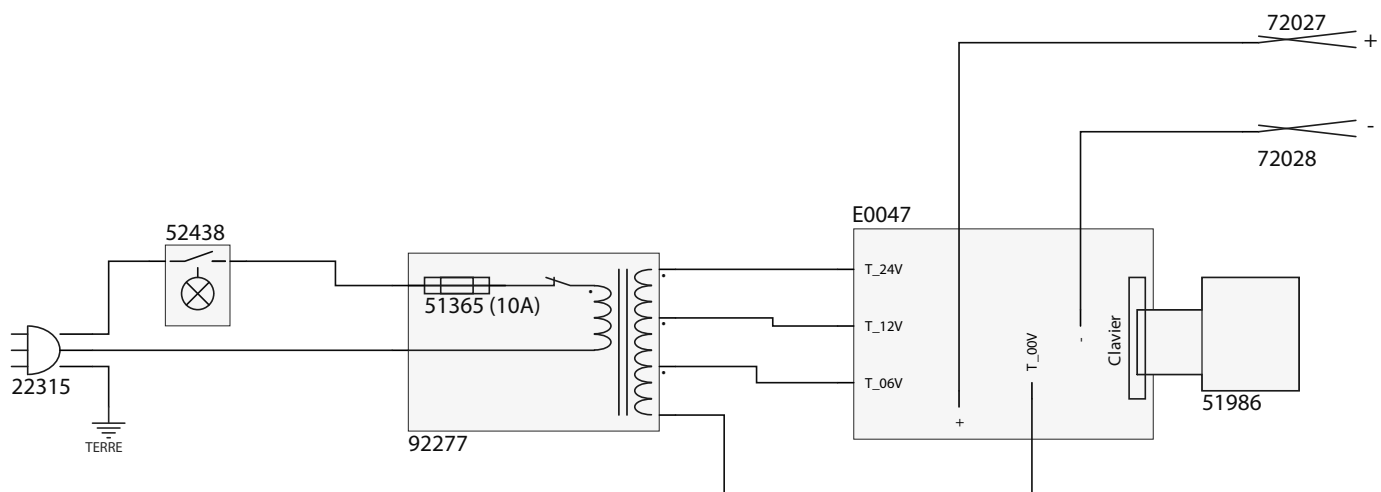 72027
+
-
72028
E0047
52438
T_24V
51365 (10A)
T_12V
T_00V
-
Clavier
T_06V
22315
51986
+
92277
TERRE